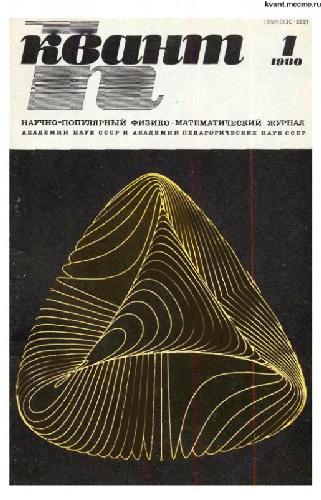 kvant.mccme.ru
ISSN 0130-2221
квант
1
1980
НАУЧНО-ПОПУЛЯРНЫЙ ФИЗИКО-МАТЕМАТИЧЕСКИЙ ЖУРНАЛ
АКАДЕМИИ НАУК СССР И АКАДЕМИИ ПЕДАГОГИЧЕСКИХ НАУК СССР